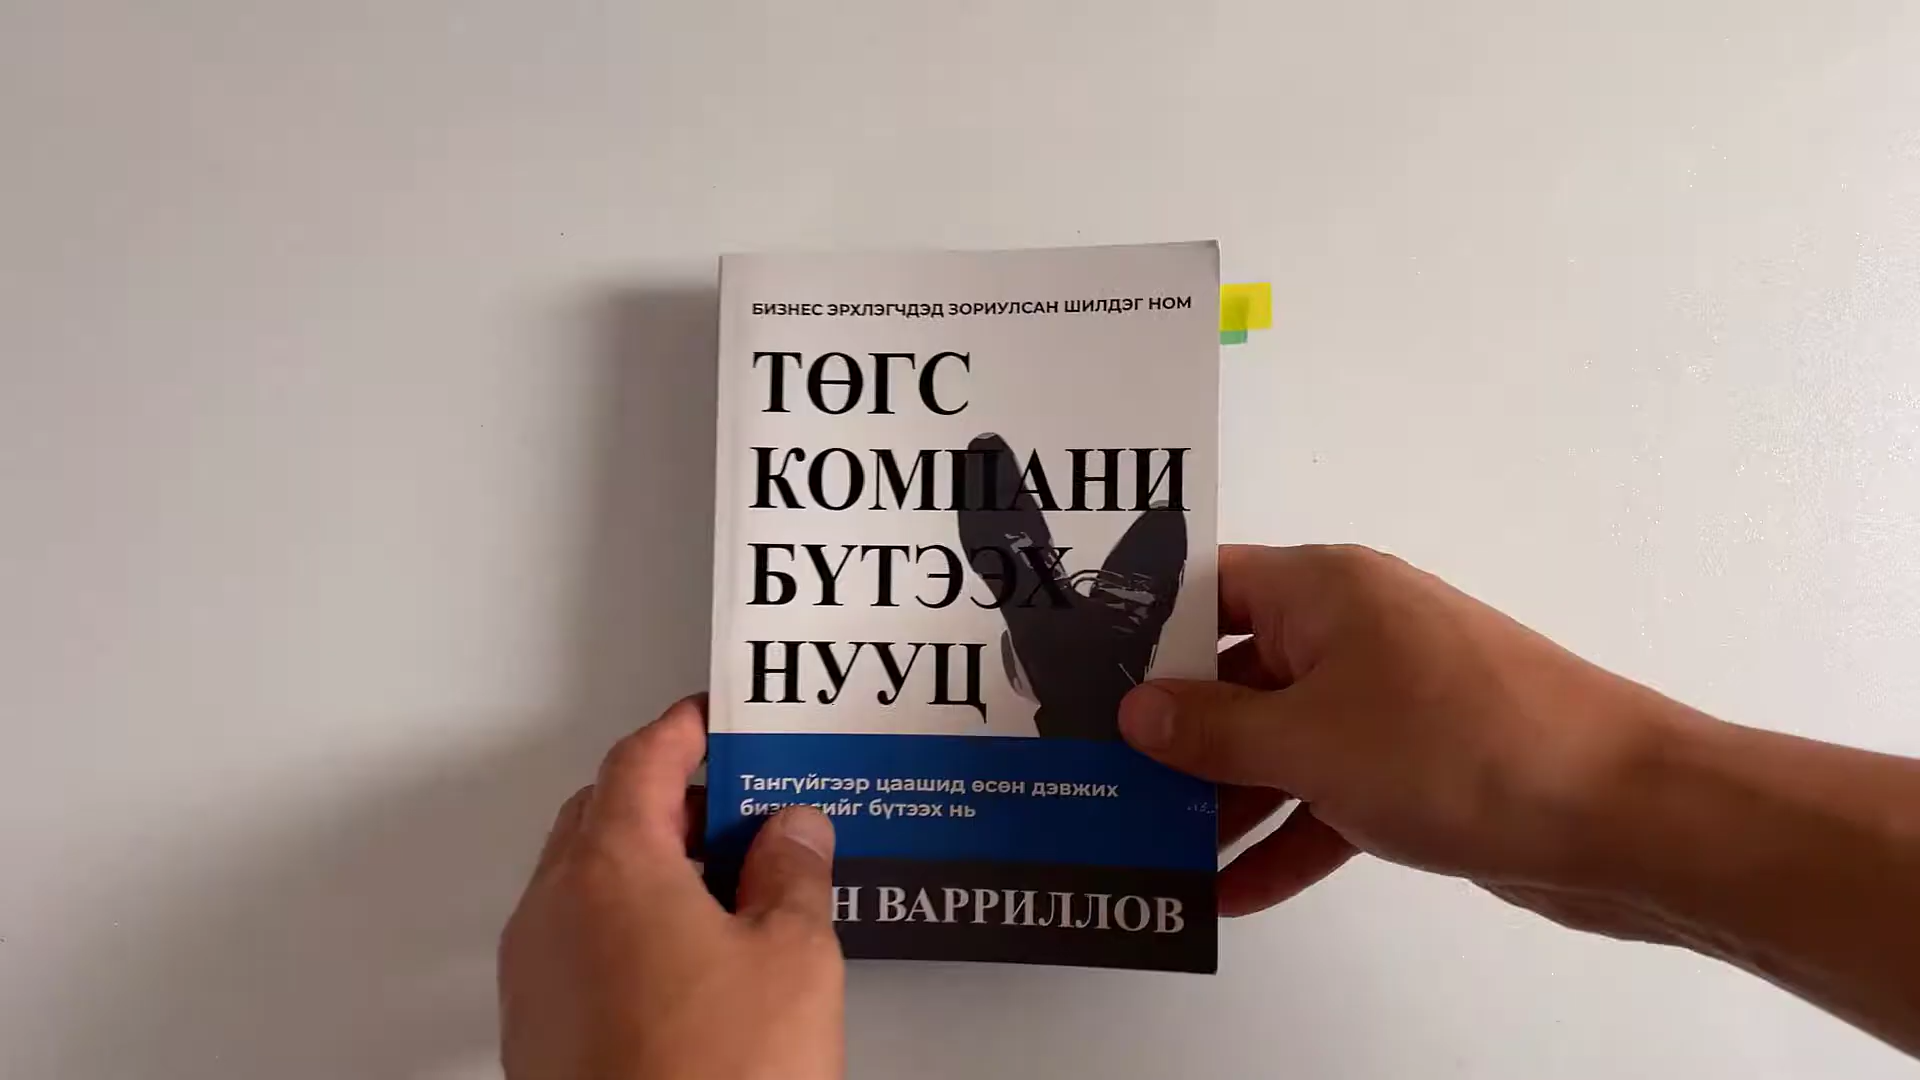 БИЗНЕС ЭРХЛЭГЧДЭД ЗОРИУЛСАН ШИЛДЭГ НОМ
ТӨГС
КОМПАНИ
БҮТЭЭХ
НУУЦ
Тангүйгээр цаашид өсөн дэвжих
бүтээх нь
ВАРРИЛЛОВ